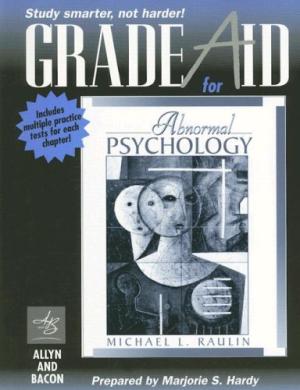 Study smarter, not harder!
GRADE AID
for
Includes
multiple practice
tests for each
chapter!
Abnormal
PSYCHOLOGY
MICHAEL L. RAULIN
AB
ALLYN
AND
BACON
Prepared by Marjorie S. Hardy